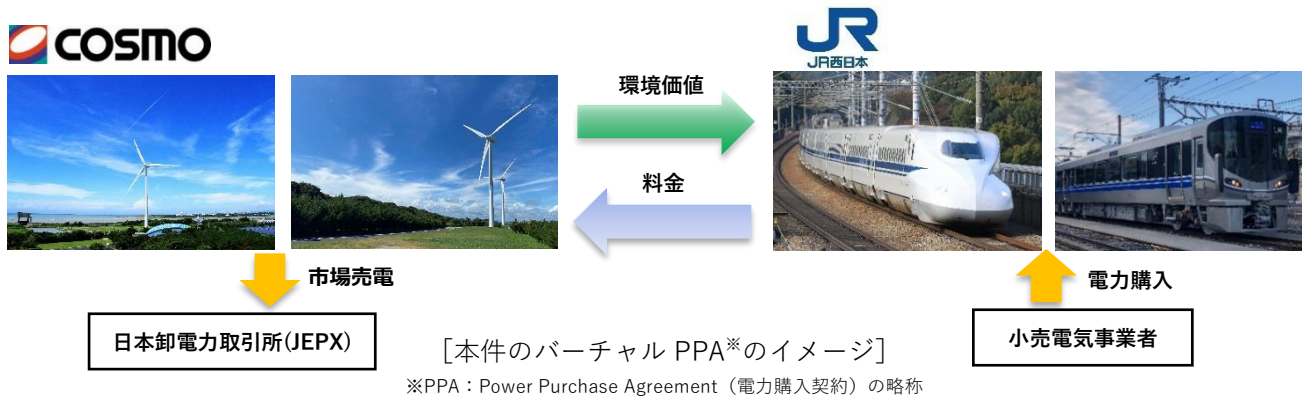 COSMO
JR
JR西日本
環境価値
料金
市場売電
電力購入
日本卸電力取引所(JEPX)
小売電気事業者
[本件のバーチャル PPA※のイメージ]
※PPA：Power Purchase Agreement（電力購入契約）の略称